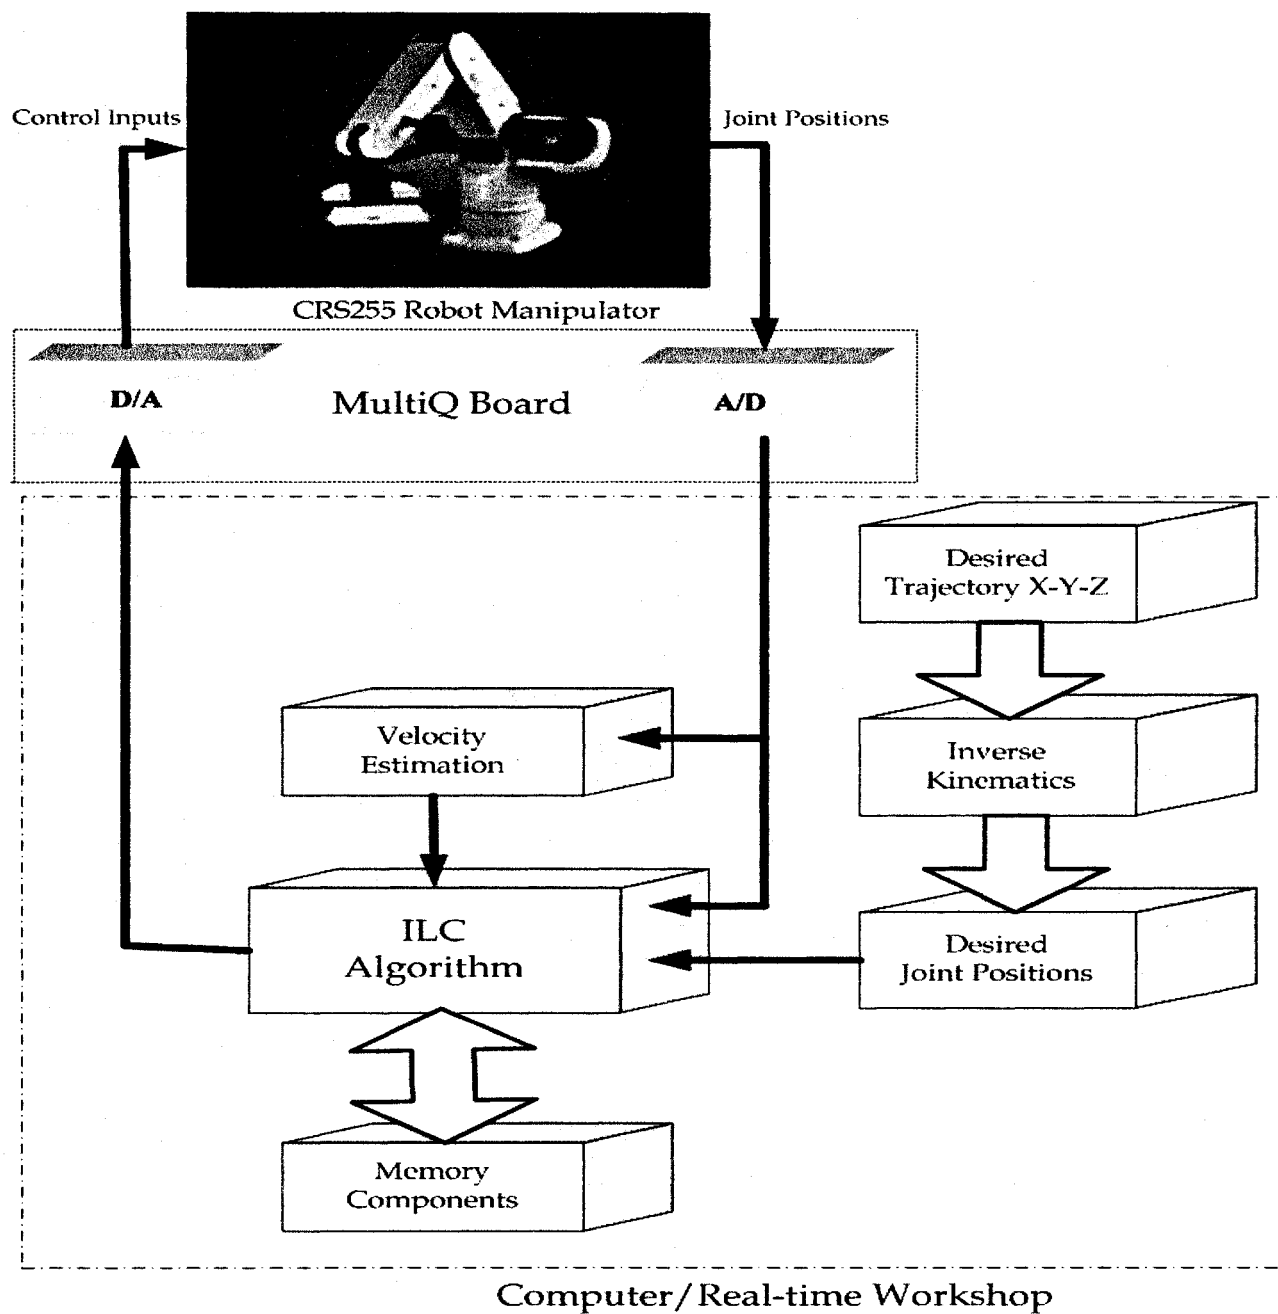 Control Inputs
Joint Positions
CRS255 Robot Manipulator
D/A
MultiQ Board
A/D
Desired
Trajectory X-Y-Z
Velocity
Estimation
Inverse
Kinematics
ILC
Algorithm
Desired
Joint Positions
Memory
Components
Computer/Real-time Workshop